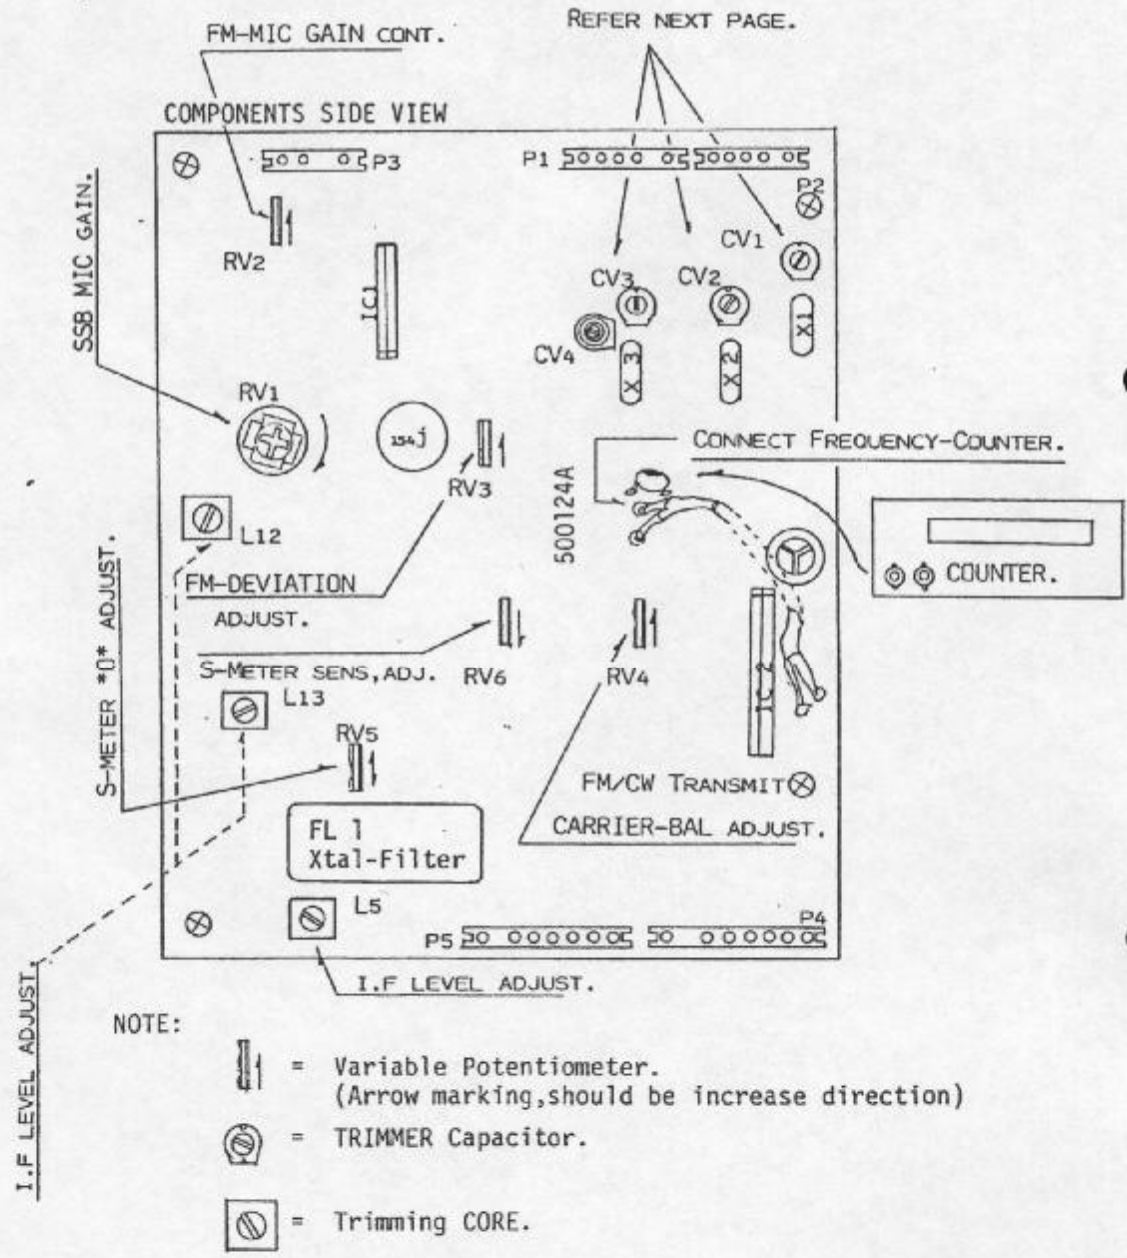 FM-MIC GAIN CONT.
REFER NEXT PAGE.
COMPONENTS SIDE VIEW
P3
P1
P2
SSB MIC GAIN.
RV2
IC1
CV1
CV3
CV2
CV4
X3
X2
X1
RV1
154j
RV3
CONNECT FREQUENCY-COUNTER.
500124A
L12
COUNTER.
FM-DEVIATION
ADJUST.
S-METER *0* ADJUST.
S-METER SENS,ADJ.
RV6
RV4
IC2
L13
RV5
FM/CW TRANSMIT
CARRIER-BAL ADJUST.
FL 1
Xtal-Filter
L5
P5
P4
I.F LEVEL ADJUST.
I.F LEVEL ADJUST.
NOTE:
= Variable Potentiometer.
(Arrow marking,should be increase direction)
= TRIMMER Capacitor.
= Trimming CORE.